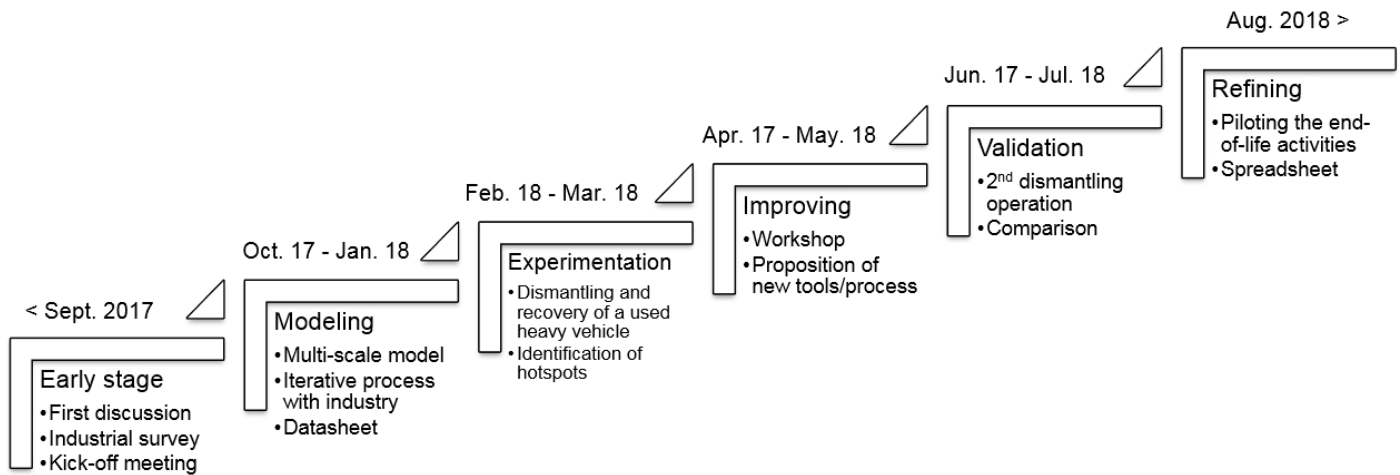 < Sept. 2017
Early stage
•First discussion
•Industrial survey
•Kick-off meeting
Oct. 17 - Jan. 18
Modeling
•Multi-scale model
•Iterative process
with industry
•Datasheet
Feb. 18 - Mar. 18
Experimentation
•Dismantling and
recovery of a used
heavy vehicle
•Identification of
hotspots
Apr. 17 - May. 18
Improving
•Workshop
•Proposition of
new tools/process
Jun. 17 - Jul. 18
Validation
•2nd dismantling
operation
•Comparison
Aug. 2018 >
Refining
•Piloting the end-
of-life activities
•Spreadsheet